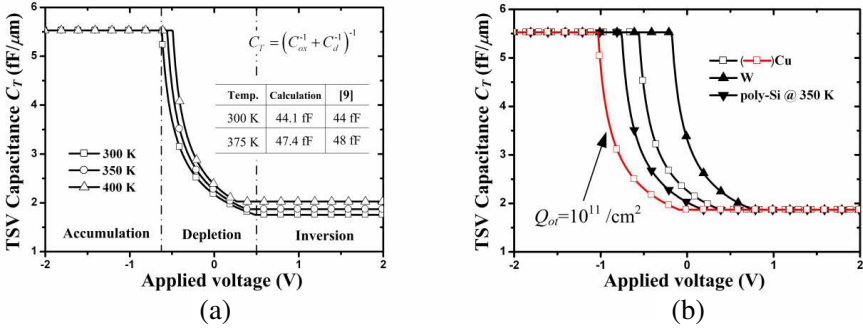 (a)
TSV Capacitance C_T (fF/μm)
6
5
4
3
2
1
C_T = (C_ox^-1 + C_d^-1)^-1
Temp. Calculation [9]
300 K 44.1 fF 44 fF
375 K 47.4 fF 48 fF
300 K
350 K
400 K
Accumulation Depletion Inversion
-2 -1 0 1 2
Applied voltage (V)
(a)
(b)
TSV Capacitance C_T (fF/μm)
6
5
4
3
2
1
( )Cu
W
poly-Si @ 350 K
Q_ot=10^11 /cm^2
-2 -1 0 1 2
Applied voltage (V)
(b)